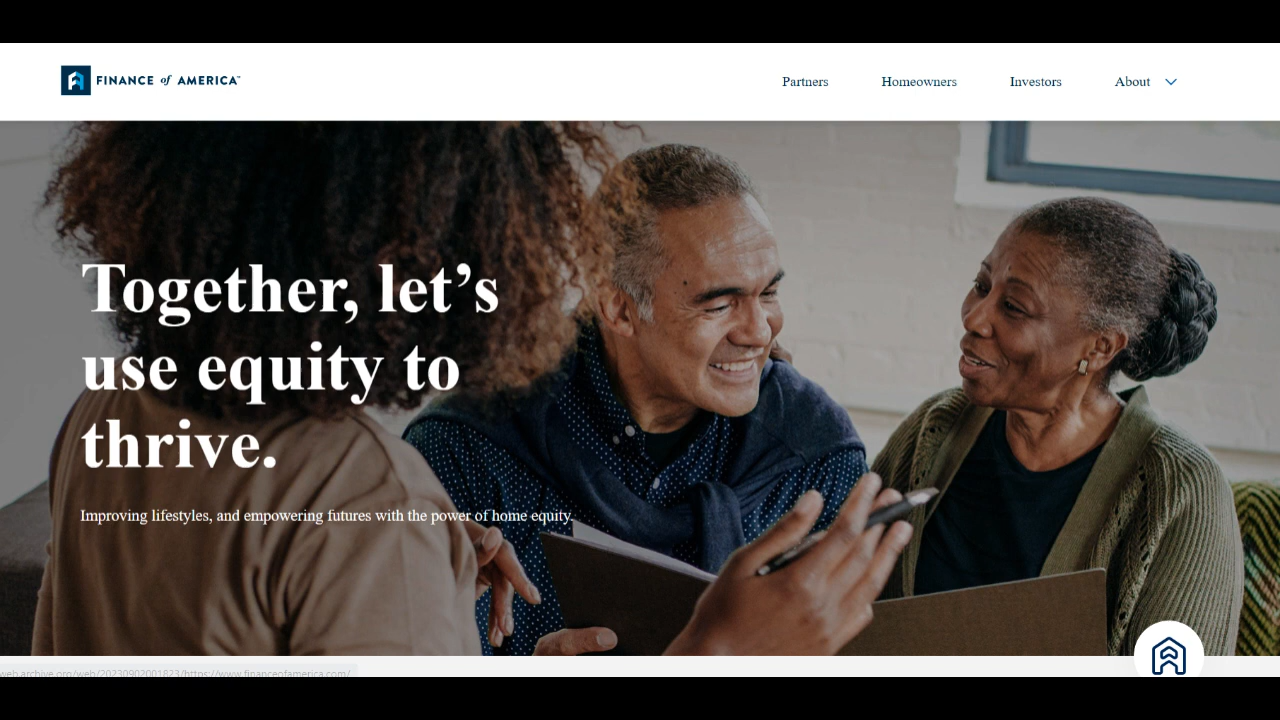 FINANCE of AMERICA™
Partners
Homeowners
Investors
About
Together, let’s
use equity to
thrive.
Improving lifestyles, and empowering futures with the power of home equity.
web.archive.org/web/20230902001823/https://www.financeofamerica.com/